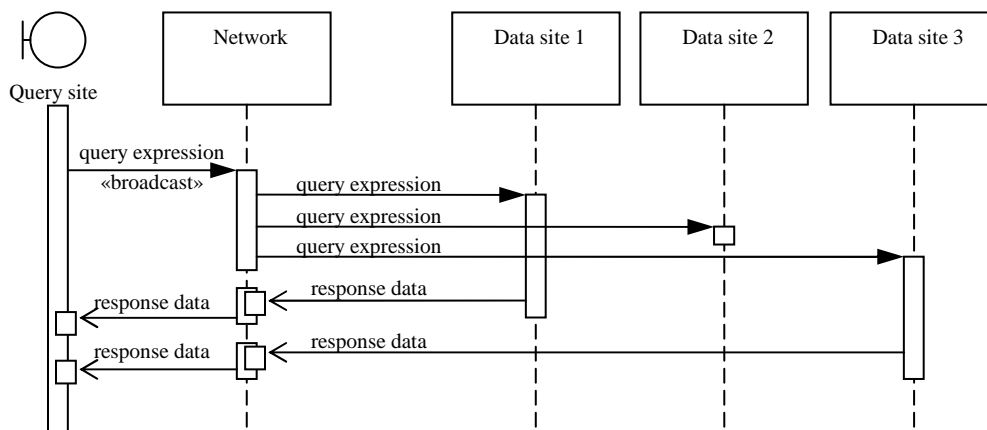 Network
Data site 1
Data site 2
Data site 3
Query site
query expression
«broadcast»
query expression
query expression
query expression
response data
response data
response data
response data